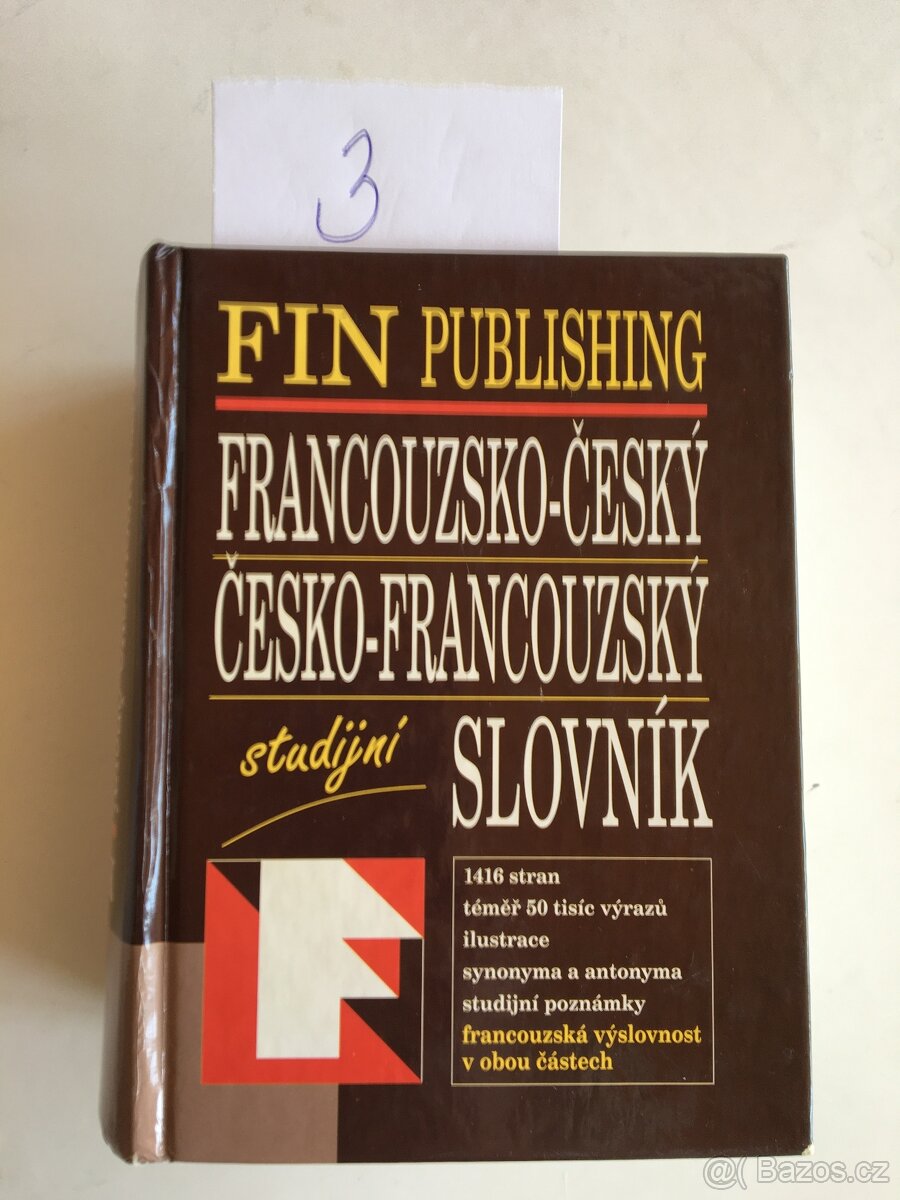 3
FIN PUBLISHING
FRANCOUZSKO-ČESKÝ
ČESKO-FRANCOUZSKÝ
studijní SLOVNÍK
1416 stran
téměř 50 tisíc výrazů
ilustrace
synonyma a antonyma
studijní poznámky
francouzská výslovnost
v obou částech
@( Bazos.cz